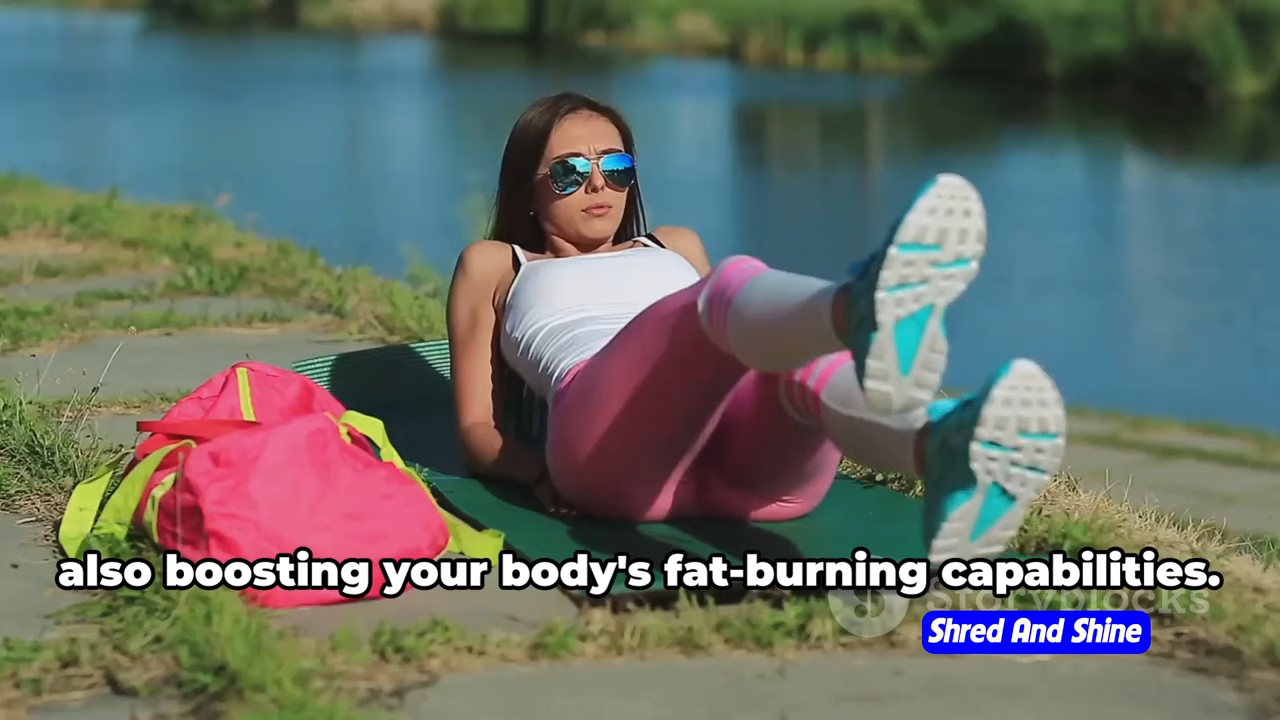 also boosting your body's fat-burning capabilities.
Storyblocks
Shred And Shine